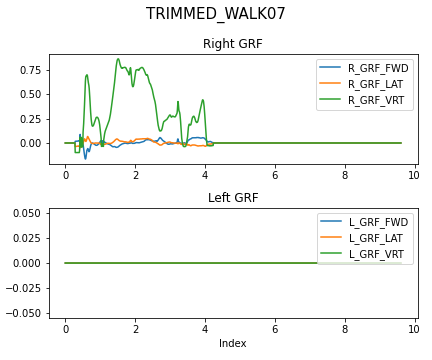 TRIMMED_WALK07
Right GRF
0.75
0.50
0.25
0.00
R_GRF_FWD
R_GRF_LAT
R_GRF_VRT
0 2 4 6 8 10
Left GRF
0.050
0.025
0.000
−0.025
−0.050
L_GRF_FWD
L_GRF_LAT
L_GRF_VRT
0 2 4 6 8 10
Index